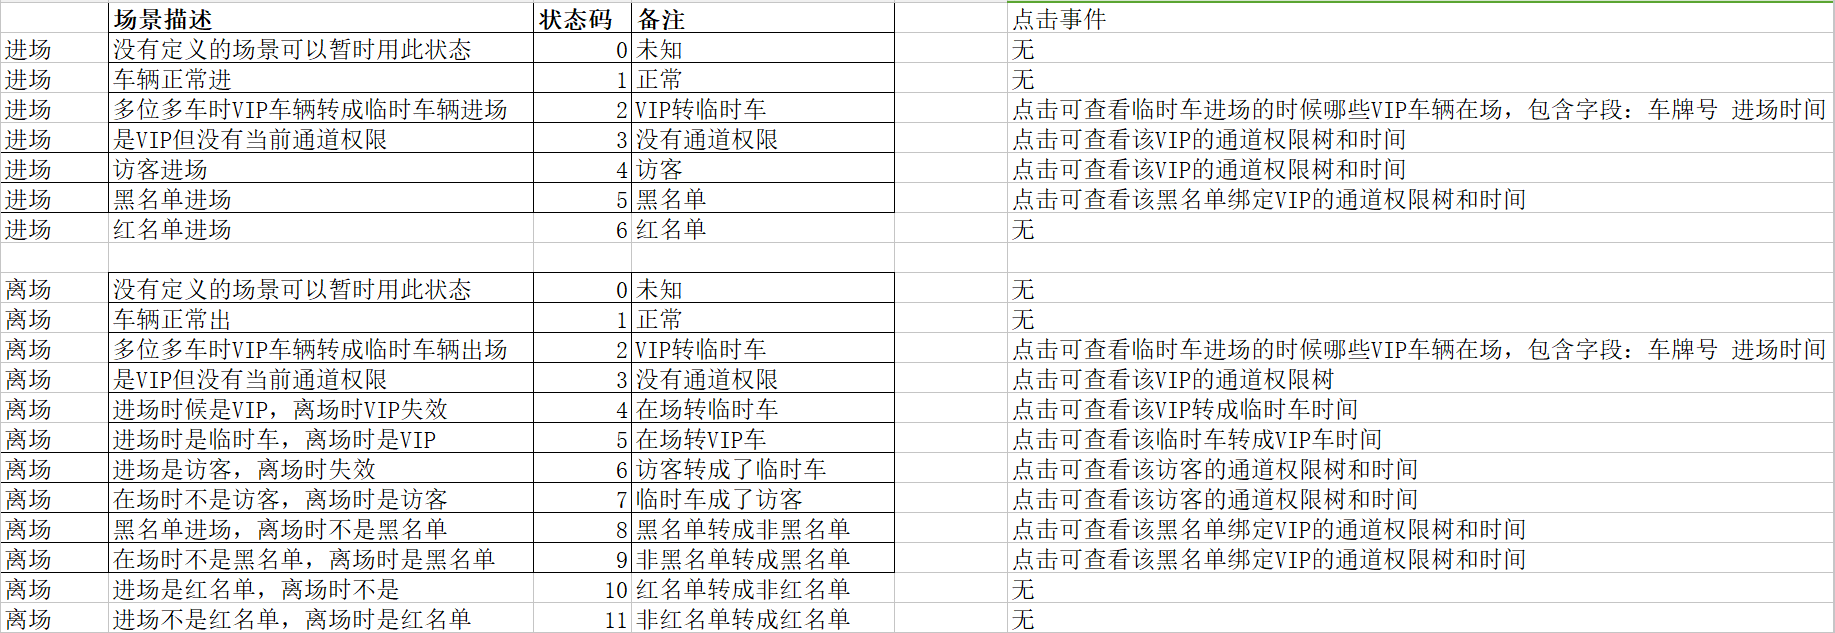 场景描述 状态码 备注 点击事件
进场 没有定义的场景可以暂时用此状态 0 未知 无
进场 车辆正常进 1 正常 无
进场 多位多车时VIP车辆转成临时车辆进场 2 VIP转临时车 点击可查看临时车进场的时候哪些VIP车辆在场，包含字段：车牌号 进场时间
进场 是VIP但没有当前通道权限 3 没有通道权限 点击可查看该VIP的通道权限树和时间
进场 访客进场 4 访客 点击可查看该VIP的通道权限树和时间
进场 黑名单进场 5 黑名单 点击可查看该黑名单绑定VIP的通道权限树和时间
进场 红名单进场 6 红名单 无
离场 没有定义的场景可以暂时用此状态 0 未知 无
离场 车辆正常出 1 正常 无
离场 多位多车时VIP车辆转成临时车辆出场 2 VIP转临时车 点击可查看临时车进场的时候哪些VIP车辆在场，包含字段：车牌号 进场时间
离场 是VIP但没有当前通道权限 3 没有通道权限 点击可查看该VIP的通道权限树
离场 进场时候是VIP，离场时VIP失效 4 在场转临时车 点击可查看该VIP转成临时车时间
离场 进场时是临时车，离场时是VIP 5 在场转VIP车 点击可查看该临时车转成VIP车时间
离场 进场是访客，离场时失效 6 访客转成了临时车 点击可查看该访客的通道权限树和时间
离场 在场时不是访客，离场时是访客 7 临时车成了访客 点击可查看该访客的通道权限树和时间
离场 黑名单进场，离场时不是黑名单 8 黑名单转成非黑名单 点击可查看该黑名单绑定VIP的通道权限树和时间
离场 在场时不是黑名单，离场时是黑名单 9 非黑名单转成黑名单 点击可查看该黑名单绑定VIP的通道权限树和时间
离场 进场是红名单，离场时不是 10 红名单转成非红名单 无
离场 进场不是红名单，离场时是红名单 11 非红名单转成红名单 无